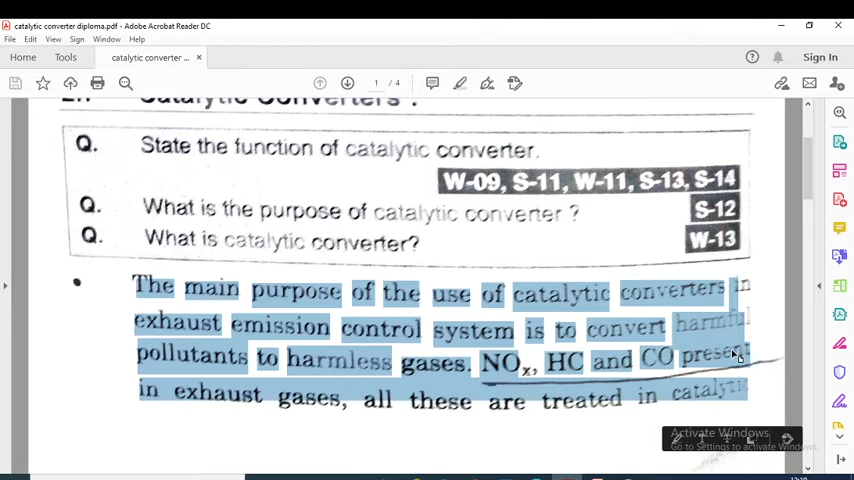 catalytic converter diploma.pdf - Adobe Acrobat Reader DC
File Edit View Sign Window Help
Home Tools catalytic converter ... × Sign In
1 / 4
Catalytic Converters :
Q. State the function of catalytic converter.
W-09, S-11, W-11, S-13, S-14
Q. What is the purpose of catalytic converter ? S-12
Q. What is catalytic converter? W-13
• The main purpose of the use of catalytic converters in
exhaust emission control system is to convert harmful
pollutants to harmless gases. NOx, HC and CO present
in exhaust gases, all these are treated in catalytic
Activate Windows
Go to Settings to activate Windows.